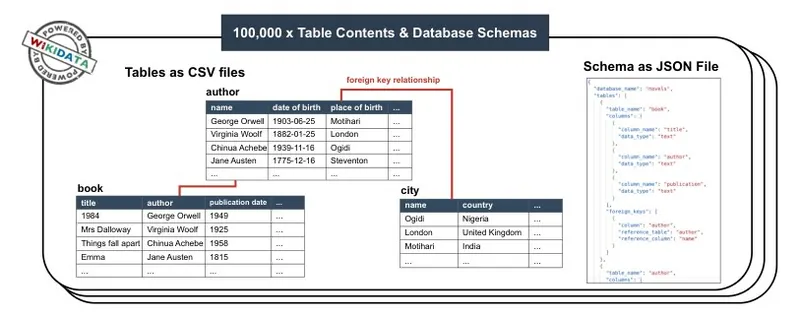 POWERED BY
WIKIDATA
POWERED BY
100,000 x Table Contents & Database Schemas
Tables as CSV files
foreign key relationship
Schema as JSON File
author
name date of birth place of birth ...
George Orwell 1903-06-25 Motihari ...
Virginia Woolf 1882-01-25 London ...
Chinua Achebe 1939-11-16 Ogidi ...
Jane Austen 1775-12-16 Steventon ...
... ... ... ...
book
title author publication date ...
1984 George Orwell 1949 ...
Mrs Dalloway Virginia Woolf 1925 ...
Things fall apart Chinua Achebe 1958 ...
Emma Jane Austen 1815 ...
... ... ... ...
city
name country ...
Ogidi Nigeria ...
London United Kingdom ...
Motihari India ...
... ... ...
{
"database_name": "novels",
"tables": [
{
"table_name": "book",
"columns": [
{
"column_name": "title",
"data_type": "text"
},
{
"column_name": "author",
"data_type": "text"
},
{
"column_name": "publication",
"data_type": "text"
}
],
"foreign_keys": [
{
"column": "author",
"reference_table": "author",
"reference_column": "name"
}
]
},
{
"table_name": "author",
"columns": [